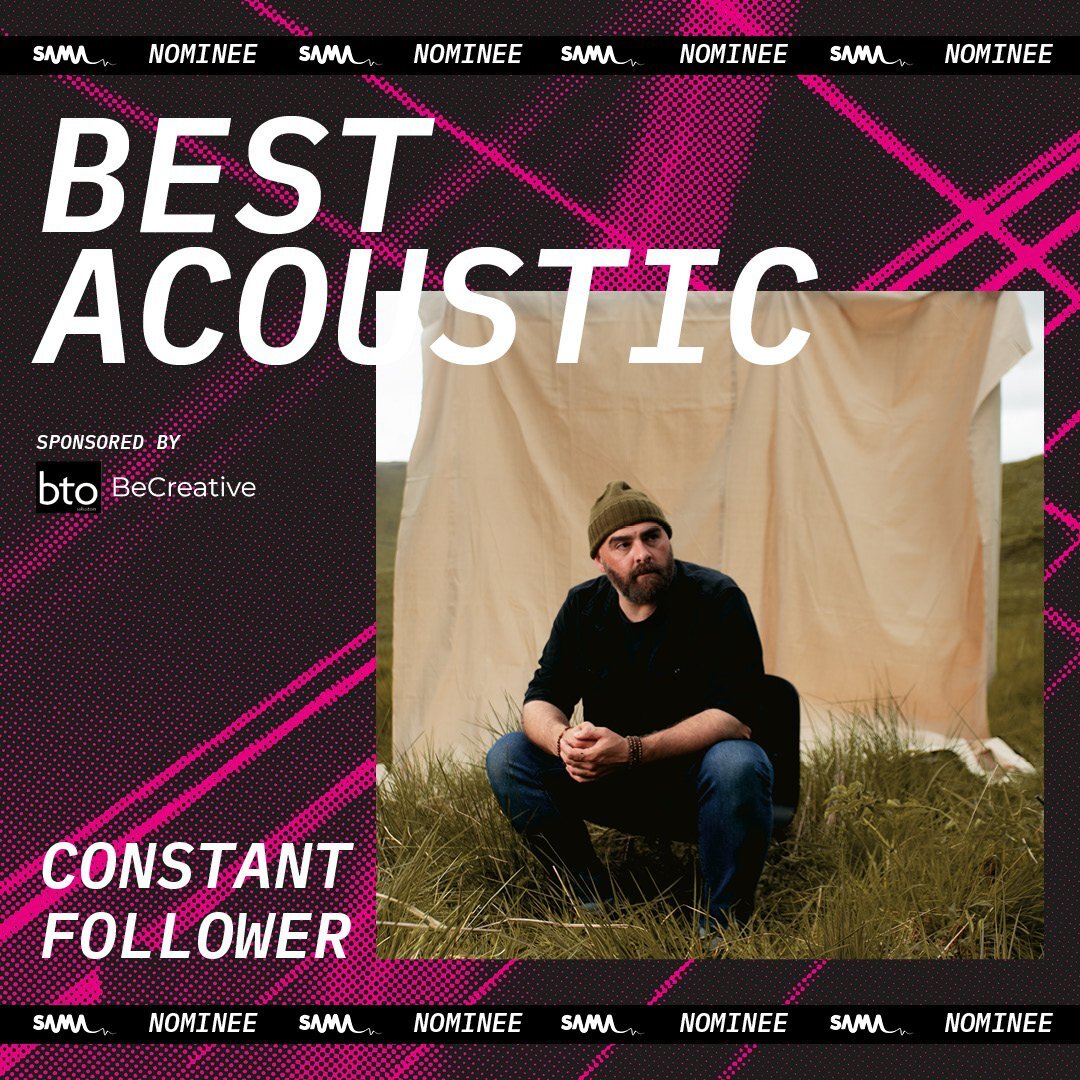 SAMA NOMINEE SAMA NOMINEE SAMA NOMINEE SAMA NOMINEE
BEST
ACOUSTIC
SPONSORED BY
bto BeCreative
CONSTANT
FOLLOWER
SAMA NOMINEE SAMA NOMINEE SAMA NOMINEE SAMA NOMINEE